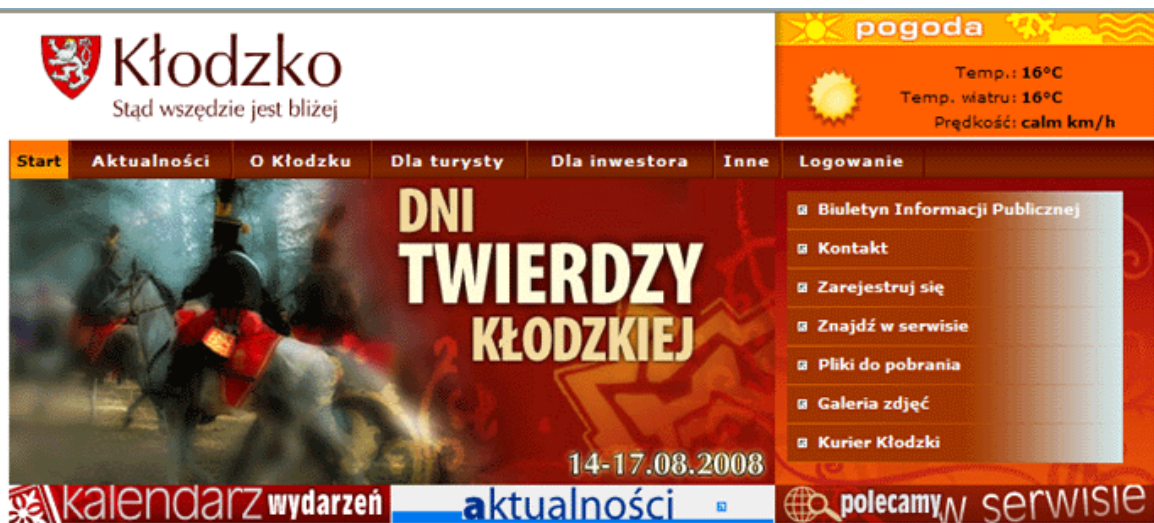 Kłodzko
Stąd wszędzie jest bliżej
pogoda
Temp.: 16°C
Temp. wiatru: 16°C
Prędkość: calm km/h
Start Aktualności O Kłodzku Dla turysty Dla inwestora Inne Logowanie
DNI
TWIERDZY
KŁODZKIEJ
14-17.08.2008
Biuletyn Informacji Publicznej
Kontakt
Zarejestruj się
Znajdź w serwisie
Pliki do pobrania
Galeria zdjęć
Kurier Kłodzki
kalendarz wydarzeń
aktualności
polecamy w serwisie